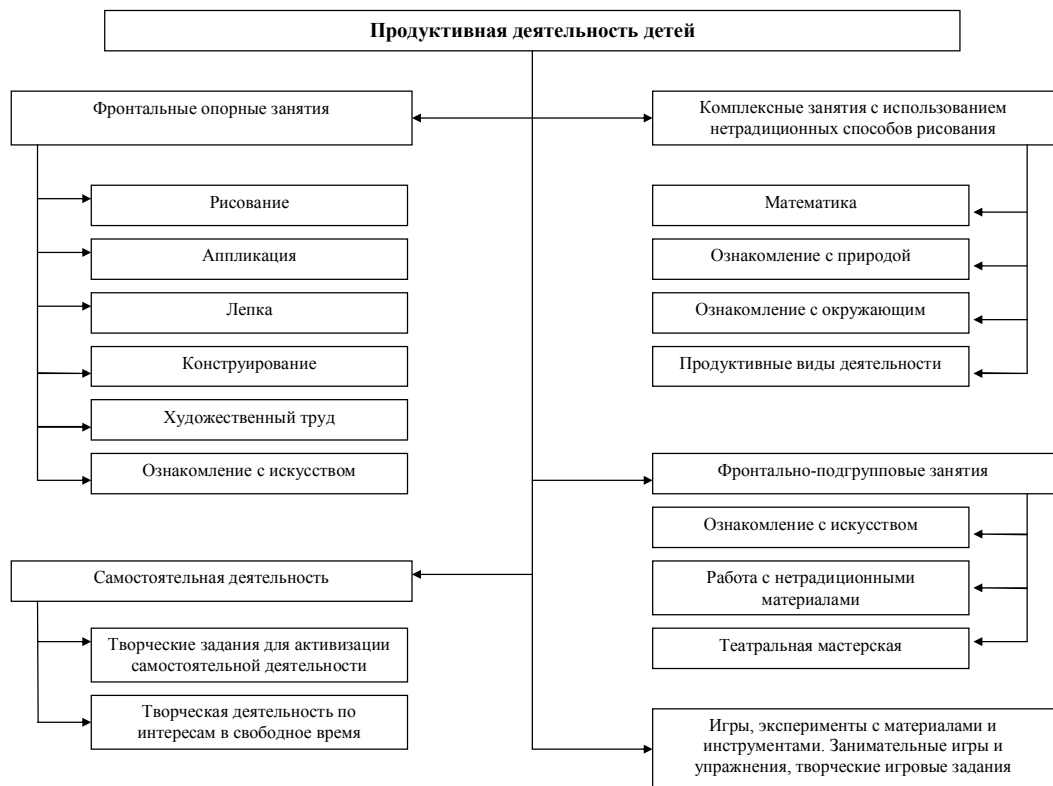 Продуктивная деятельность детей
Фронтальные опорные занятия
Рисование
Аппликация
Лепка
Конструирование
Художественный труд
Ознакомление с искусством
Самостоятельная деятельность
Творческие задания для активизации
самостоятельной деятельности
Творческая деятельность по
интересам в свободное время
Комплексные занятия с использованием
нетрадиционных способов рисования
Математика
Ознакомление с природой
Ознакомление с окружающим
Продуктивные виды деятельности
Фронтально-подгрупповые занятия
Ознакомление с искусством
Работа с нетрадиционными
материалами
Театральная мастерская
Игры, эксперименты с материалами и
инструментами. Занимательные игры и
упражнения, творческие игровые задания